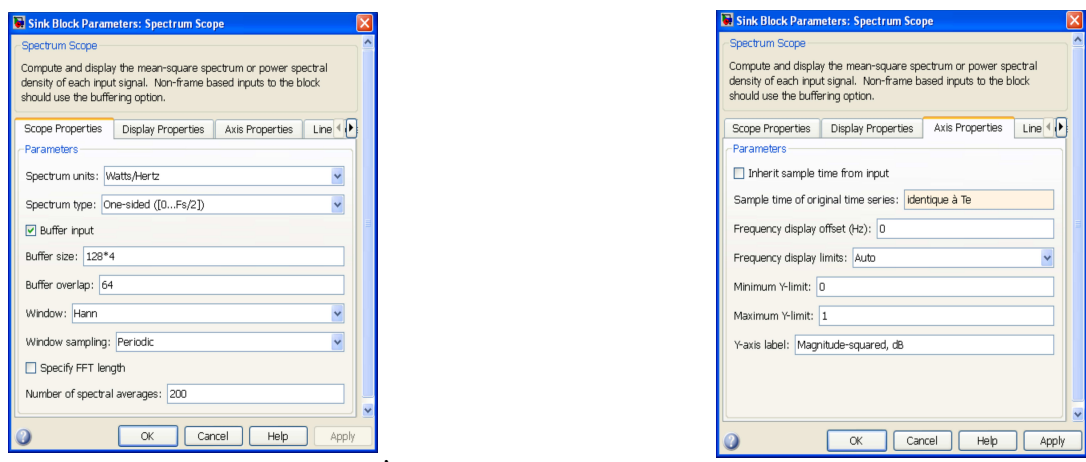 Sink Block Parameters: Spectrum Scope
Spectrum Scope
Compute and display the mean-square spectrum or power spectral
density of each input signal. Non-frame based inputs to the block
should use the buffering option.
Scope Properties Display Properties Axis Properties Line
Parameters
Spectrum units: Watts/Hertz
Spectrum type: One-sided ([0...Fs/2])
Buffer input
Buffer size: 128*4
Buffer overlap: 64
Window: Hann
Window sampling: Periodic
Specify FFT length
Number of spectral averages: 200
OK Cancel Help Apply
Sink Block Parameters: Spectrum Scope
Spectrum Scope
Compute and display the mean-square spectrum or power spectral
density of each input signal. Non-frame based inputs to the block
should use the buffering option.
Scope Properties Display Properties Axis Properties Line
Parameters
Inherit sample time from input
Sample time of original time series: identique à Te
Frequency display offset (Hz): 0
Frequency display limits: Auto
Minimum Y-limit: 0
Maximum Y-limit: 1
Y-axis label: Magnitude-squared, dB
OK Cancel Help Apply